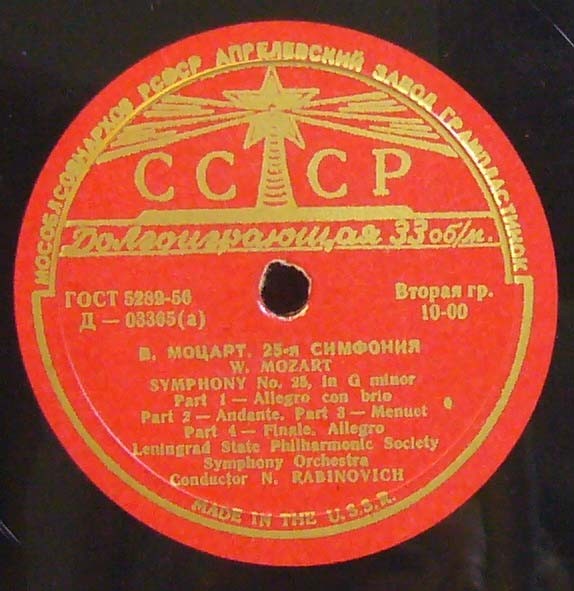 МОСОБЛСОВНАРХОЗ РСФСР АПРЕЛЕВСКИЙ ЗАВОД ГРАМПЛАСТИНОК
СССР
Долгоиграющая 33 об/м.
ГОСТ 5289-56
Д — 03365(а)
Вторая гр.
10-00
В. МОЦАРТ. 25-я СИМФОНИЯ
W. MOZART
SYMPHONY No. 25, in G minor
Part 1 — Allegro con brio
Part 2 — Andante, Part 3 — Menuet
Part 4 — Finale. Allegro
Leningrad State Philharmonic Society
Symphony Orchestra
Conductor N. RABINOVICH
MADE IN THE U.S.S.R.